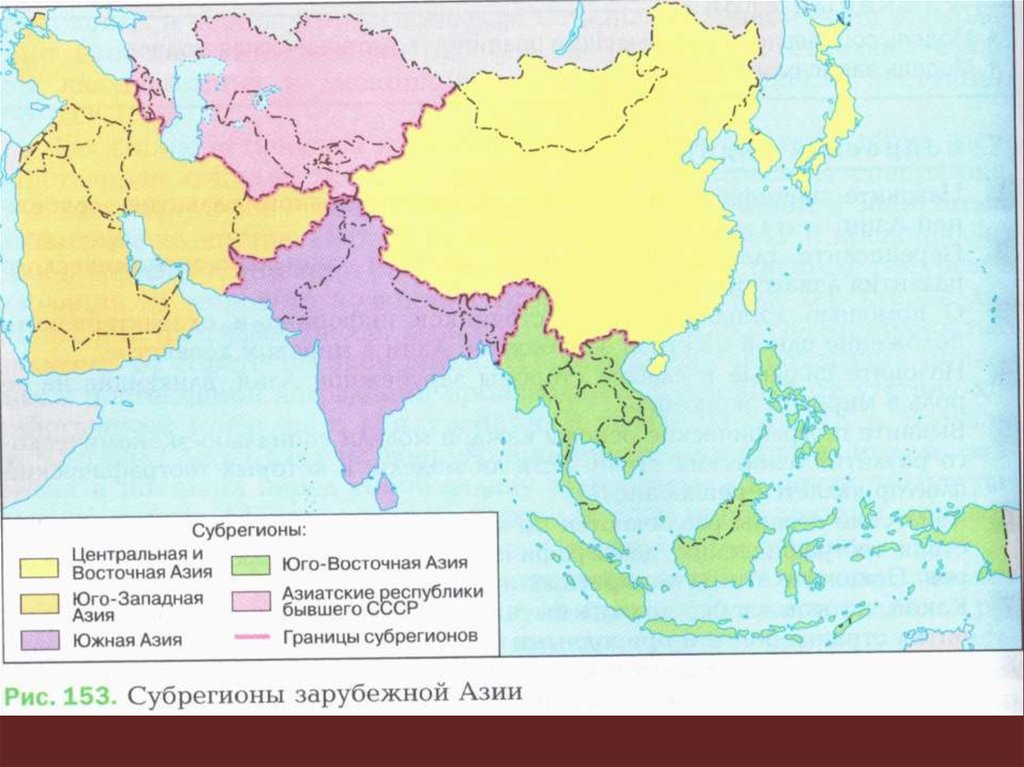 Субрегионы:
Центральная и
Восточная Азия
Юго-Западная
Азия
Южная Азия
Юго-Восточная Азия
Азиатские республики
бывшего СССР
Границы субрегионов
Рис. 153. Субрегионы зарубежной Азии